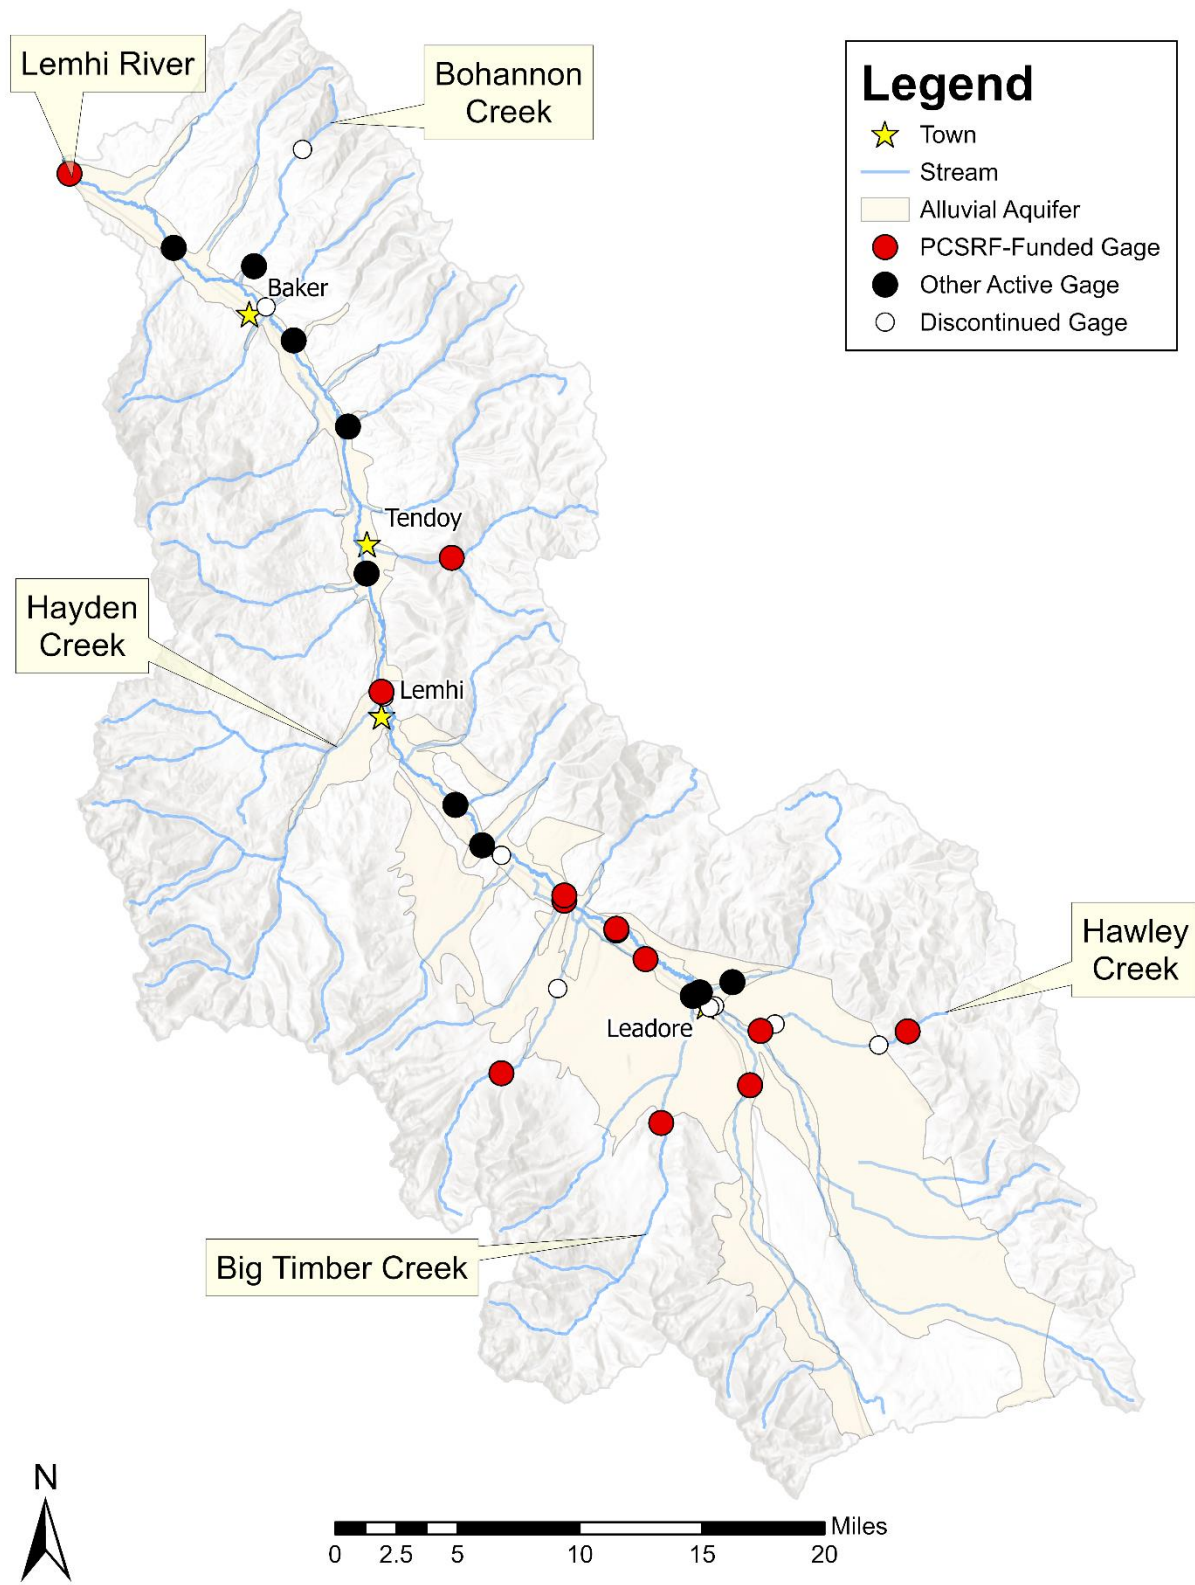 Lemhi River
Bohannon
Creek
Legend
Town
Stream
Alluvial Aquifer
PCSRF-Funded Gage
Other Active Gage
Discontinued Gage
Baker
Tendoy
Hayden
Creek
Lemhi
Hawley
Creek
Leadore
Big Timber Creek
N
Miles
0 2.5 5 10 15 20